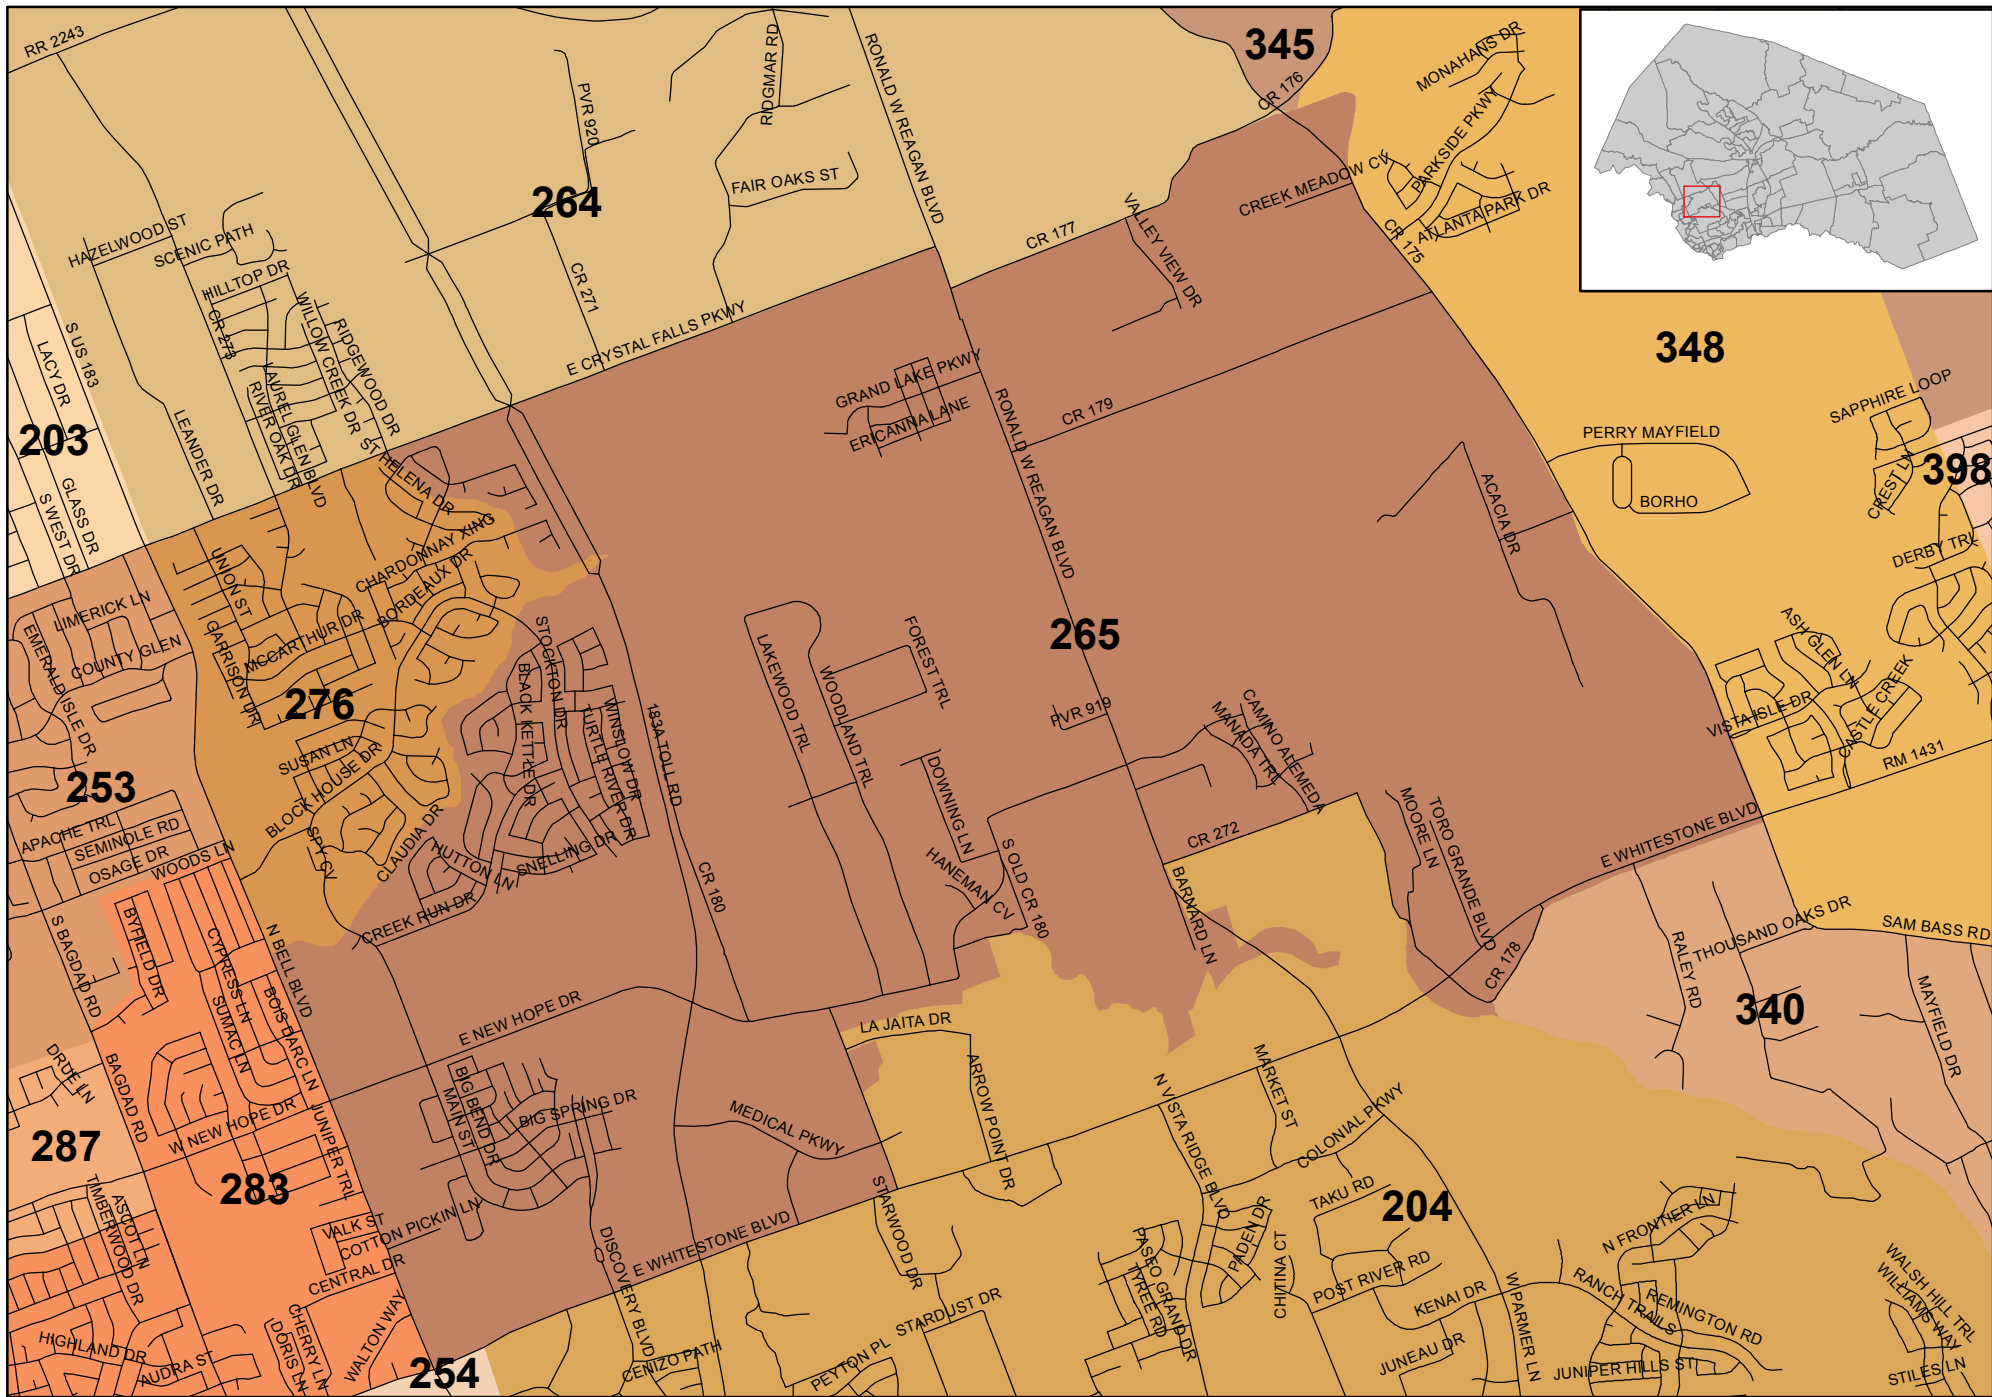 RR 2243
345
MONAHANS DR
CR 176
PVR 920
RIDGMAR RD
RONALD W REAGAN BLVD
PARKSIDE PKWY
264
FAIR OAKS ST
CREEK MEADOW CV
ATLANTA PARK DR
HAZELWOOD ST
SCENIC PATH
CR 177
VALLEY VIEW DR
CR 175
HILLTOP DR
CR 271
CR 273
WILLOW CREEK DR
RIDGEWOOD DR
E CRYSTAL FALLS PKWY
S US 183
LACY DR
348
LAUREL GLEN BLVD
RIVER OAK DR
LEANDER DR
GRAND LAKE PKWY
ERICANNA LANE
RONALD W REAGAN BLVD
CR 179
SAPPHIRE LOOP
203
PERRY MAYFIELD
398
CREST LN
BORHO
ST HELENA DR
GLASS DR
S WEST DR
CHARDONNAY XING
ACACIA DR
DERBY TRL
UNION ST
BORDEAUX DR
LIMERICK LN
MCCARTHUR DR
GARRISON DR
COUNTY GLEN
EMERALD ISLE DR
STOCKTON DR
BLACK KETTLE DR
LAKEWOOD TRL
FOREST TRL
WOODLAND TRL
265
ASH GLEN LN
276
WINSLOW DR
TURTLE RIVER DR
183A TOLL RD
PVR 919
CAMINO ALEMEDA
MANADA TRL
VISTA ISLE DR
CASTLE CREEK
RM 1431
SUSAN LN
BLOCK HOUSE DR
253
DOWNING LN
MOORE LN
TORO GRANDE BLVD
APACHE TRL
SEMINOLE RD
OSAGE DR
WOODS LN
SPY CV
CLAUDIA DR
HUTTON LN
SNELLING DR
CR 272
E WHITESTONE BLVD
S OLD CR 180
HANEMAN CV
CR 180
BARNARD LN
CREEK RUN DR
BYFIELD DR
S BAGDAD RD
CYPRESS LN
N BELL BLVD
SUMAC LN
BOIS DARC LN
THOUSAND OAKS DR
SAM BASS RD
RALEY RD
CR 178
MAYFIELD DR
340
E NEW HOPE DR
LA JAITA DR
DRUE LN
BAGDAD RD
ARROW POINT DR
MARKET ST
BIG BEND DR
MAIN ST
BIG SPRING DR
MEDICAL PKWY
N VISTA RIDGE BLVD
COLONIAL PKWY
W NEW HOPE DR
JUNIPER TRL
287
283
TIMBERWOOD DR
ASCOT LN
VALK ST
COTTON PICKIN LN
CENTRAL DR
STARWOOD DR
E WHITESTONE BLVD
DISCOVERY BLVD
TAKU RD
204
PADEN DR
N FRONTIER LN
PASEO GRAND DR
TYREE RD
CHITINA CT
POST RIVER RD
KENAI DR
W PARMER LN
RANCH TRAILS
REMINGTON RD
WALSH HILL TRL
WILLIAMS WAY
STARDUST DR
HIGHLAND DR
AUDRA ST
CHERRY LN
DORIS LN
WALTON WAY
254
CENIZO PATH
PEYTON PL
JUNEAU DR
JUNIPER HILLS ST
STILES LN